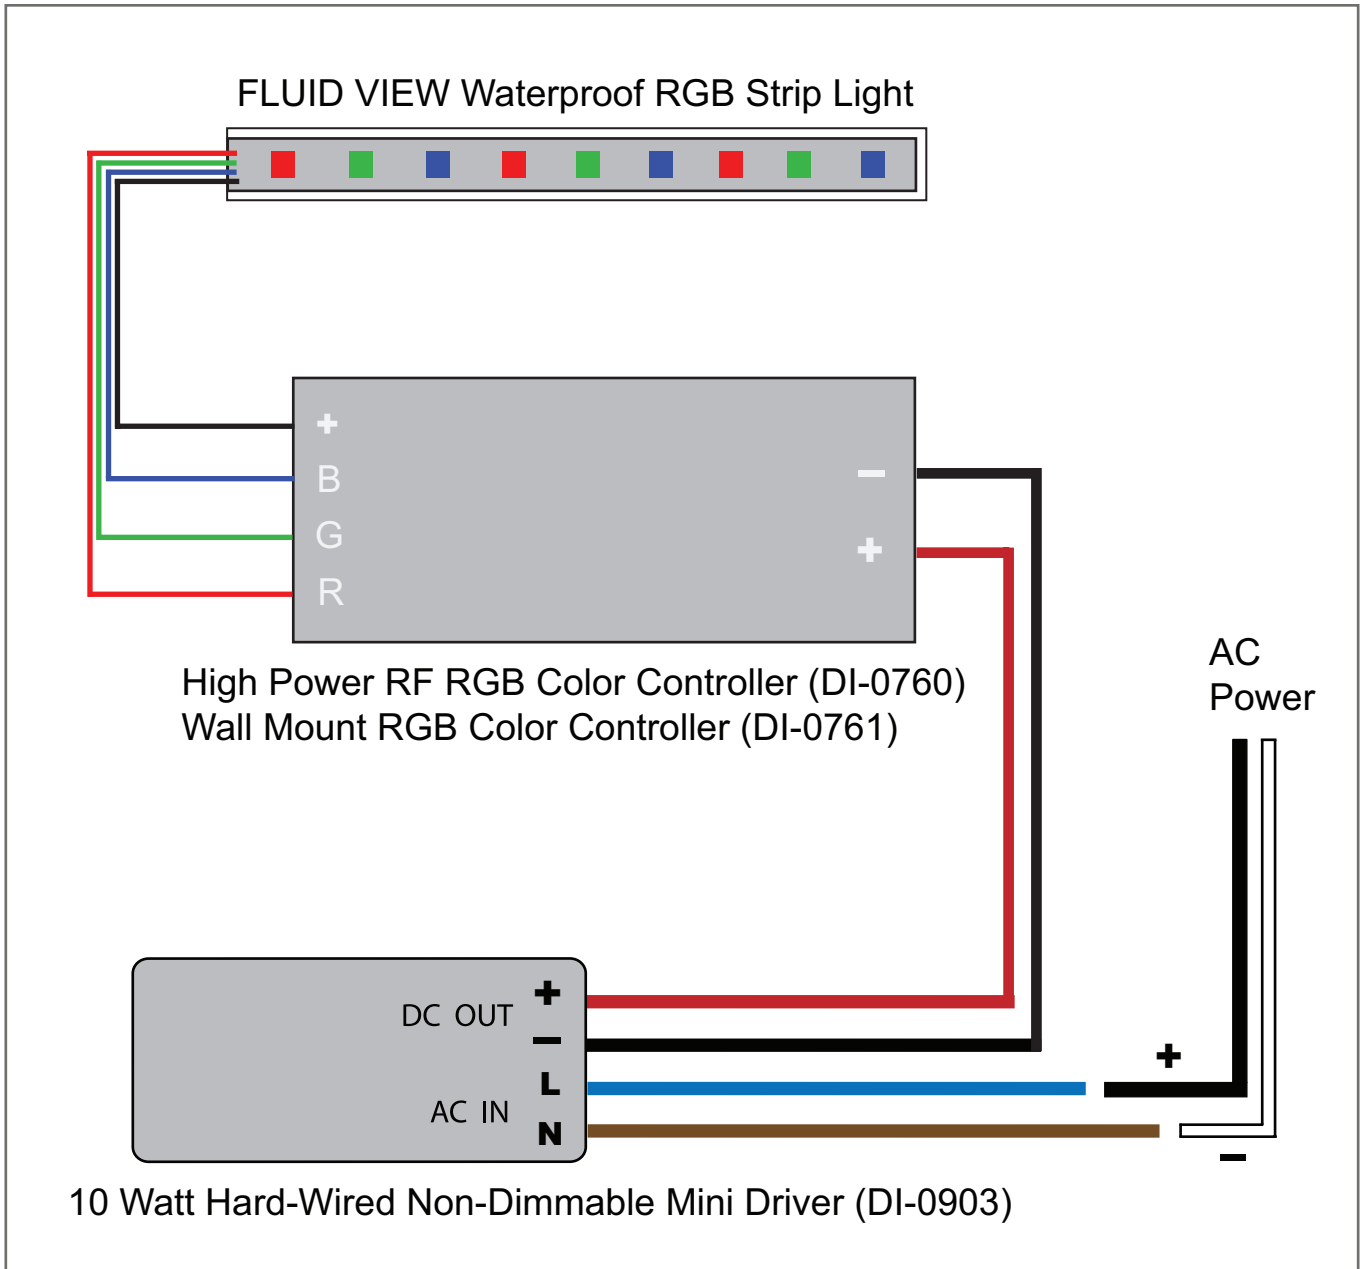 FLUID VIEW Waterproof RGB Strip Light
+
B
G
R
−
+
High Power RF RGB Color Controller (DI-0760)
Wall Mount RGB Color Controller (DI-0761)
AC
Power
DC OUT
+
−
AC IN
L
N
+
−
10 Watt Hard-Wired Non-Dimmable Mini Driver (DI-0903)